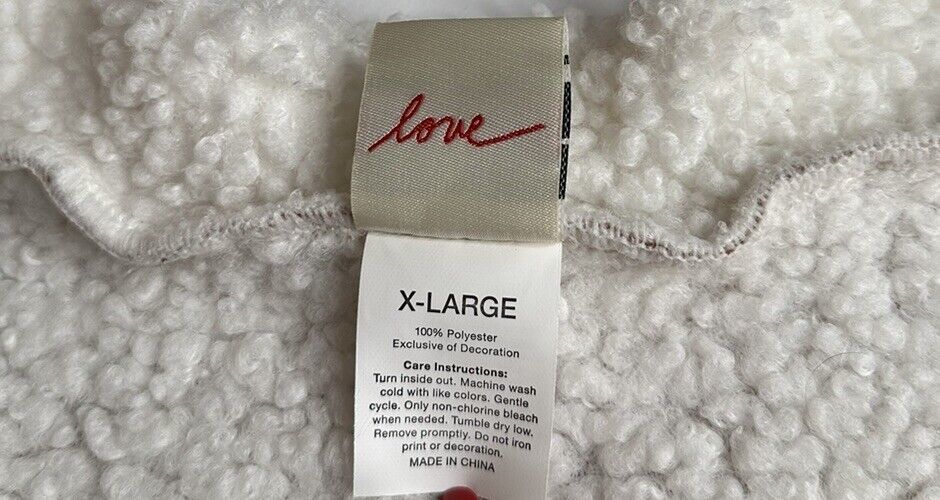 love
X-LARGE
100% Polyester
Exclusive of Decoration
Care Instructions:
Turn inside out. Machine wash
cold with like colors. Gentle
cycle. Only non-chlorine bleach
when needed. Tumble dry low.
Remove promptly. Do not iron
print or decoration.
MADE IN CHINA